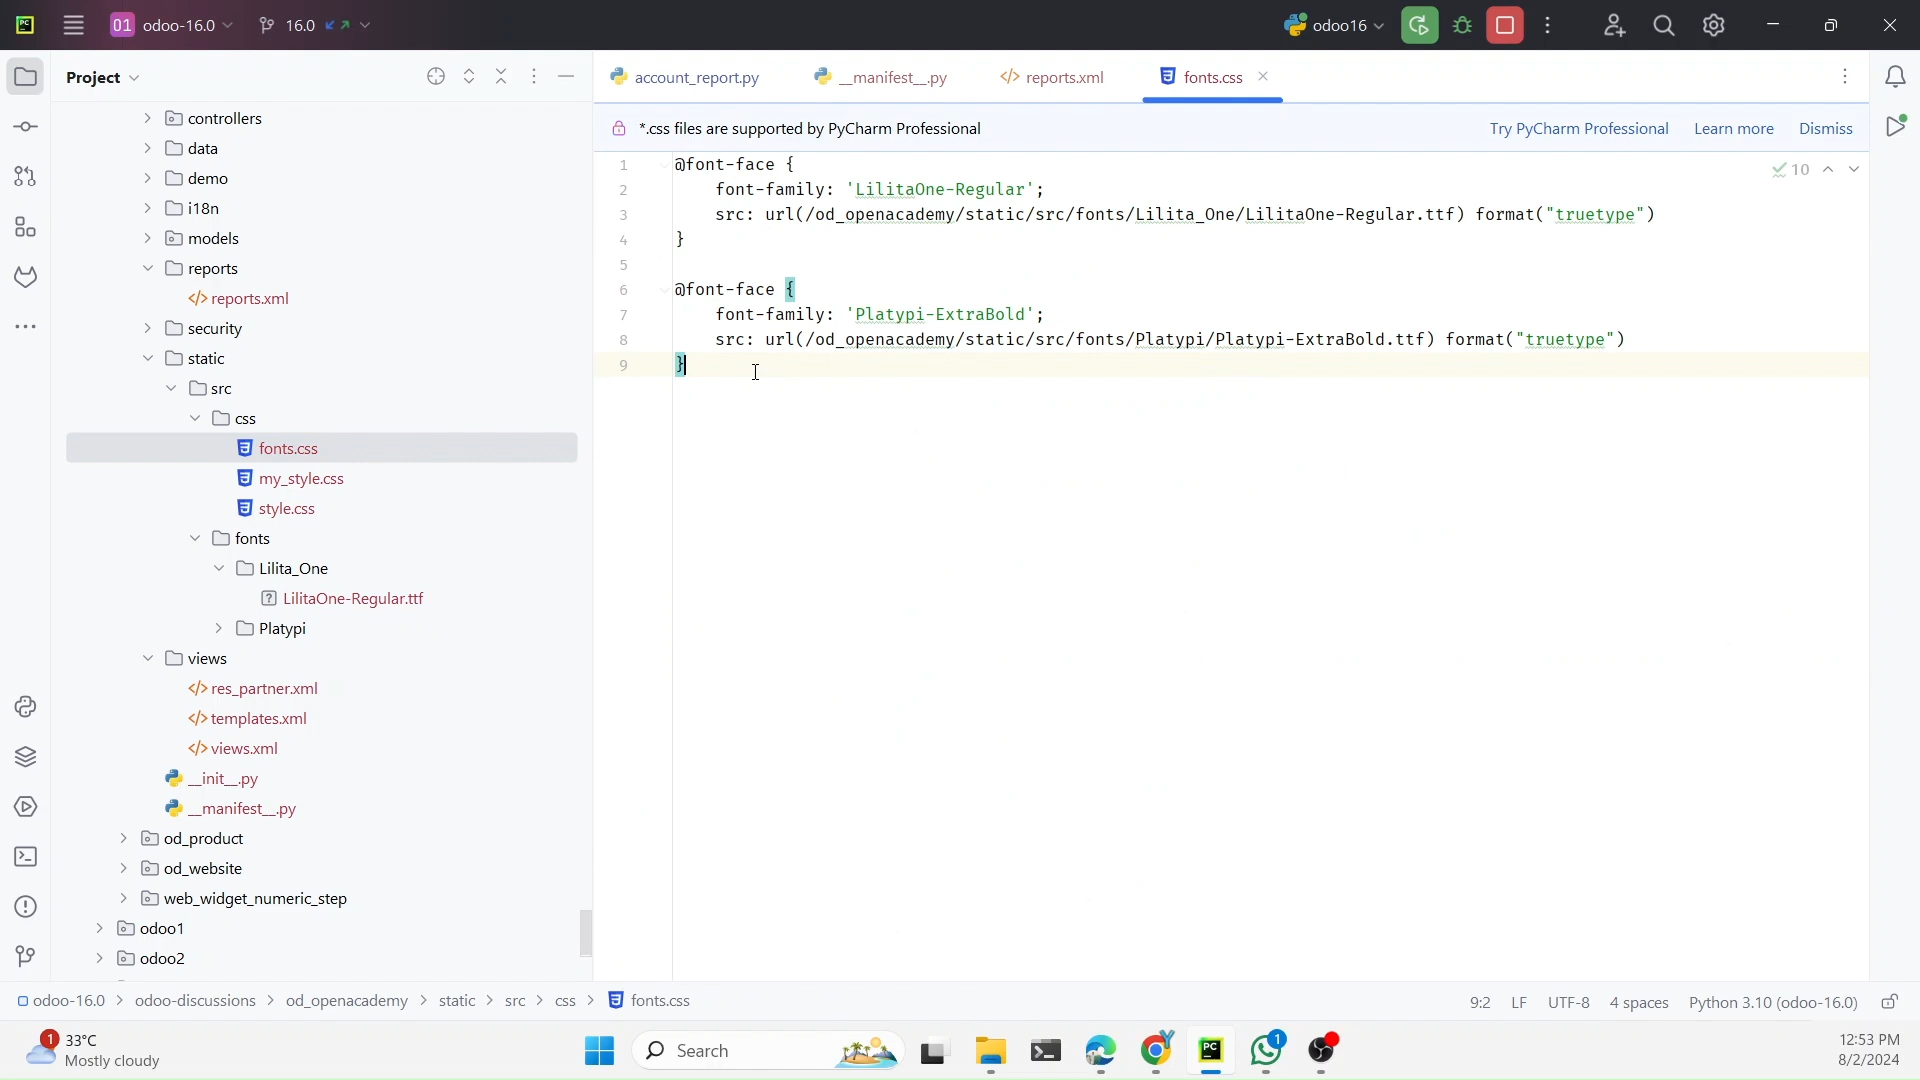 PC
01 odoo-16.0
16.0
odoo16
Project
account_report.py
__manifest__.py
reports.xml
fonts.css
*.css files are supported by PyCharm Professional
Try PyCharm Professional
Learn more
Dismiss
10
controllers
data
demo
i18n
models
reports
reports.xml
security
static
src
css
fonts.css
my_style.css
style.css
fonts
Lilita_One
LilitaOne-Regular.ttf
Platypi
views
res_partner.xml
templates.xml
views.xml
__init__.py
__manifest__.py
od_product
od_website
web_widget_numeric_step
odoo1
odoo2
1 @font-face {
2 font-family: 'LilitaOne-Regular';
3 src: url(/od_openacademy/static/src/fonts/Lilita_One/LilitaOne-Regular.ttf) format("truetype")
4 }
5
6 @font-face {
7 font-family: 'Platypi-ExtraBold';
8 src: url(/od_openacademy/static/src/fonts/Platypi/Platypi-ExtraBold.ttf) format("truetype")
9 }
odoo-16.0 > odoo-discussions > od_openacademy > static > src > css > fonts.css
9:2 LF UTF-8 4 spaces Python 3.10 (odoo-16.0)
1
33°C
Mostly cloudy
Search
PC
1
12:53 PM
8/2/2024